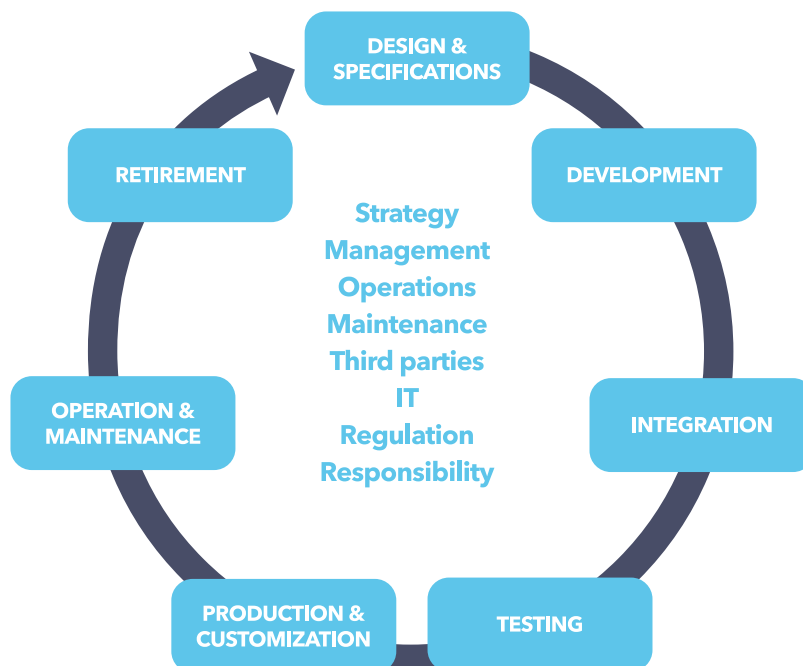 DESIGN &
SPECIFICATIONS
RETIREMENT
DEVELOPMENT
Strategy
Management
Operations
Maintenance
Third parties
IT
Regulation
Responsibility
OPERATION &
MAINTENANCE
INTEGRATION
PRODUCTION &
CUSTOMIZATION
TESTING